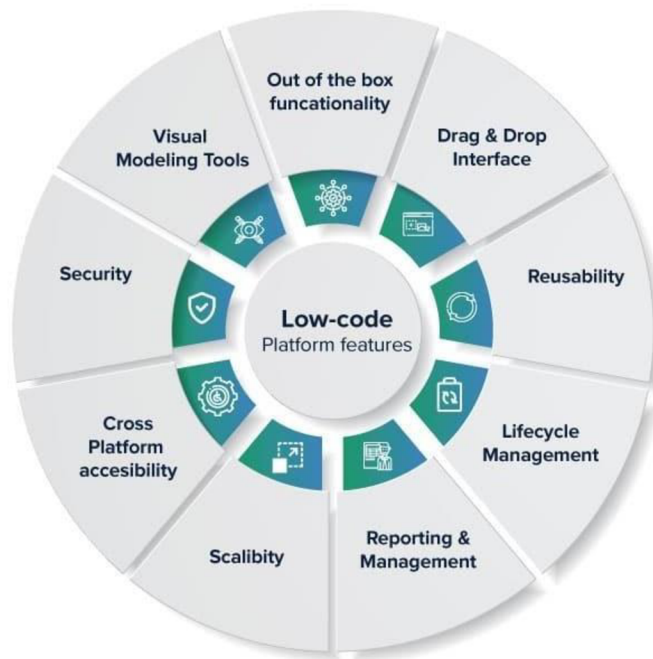 Out of the box
funcationality
Drag & Drop
Interface
Reusability
Lifecycle
Management
Reporting &
Management
Scalibity
Cross
Platform
accesibility
Security
Visual
Modeling Tools
Low-code
Platform features